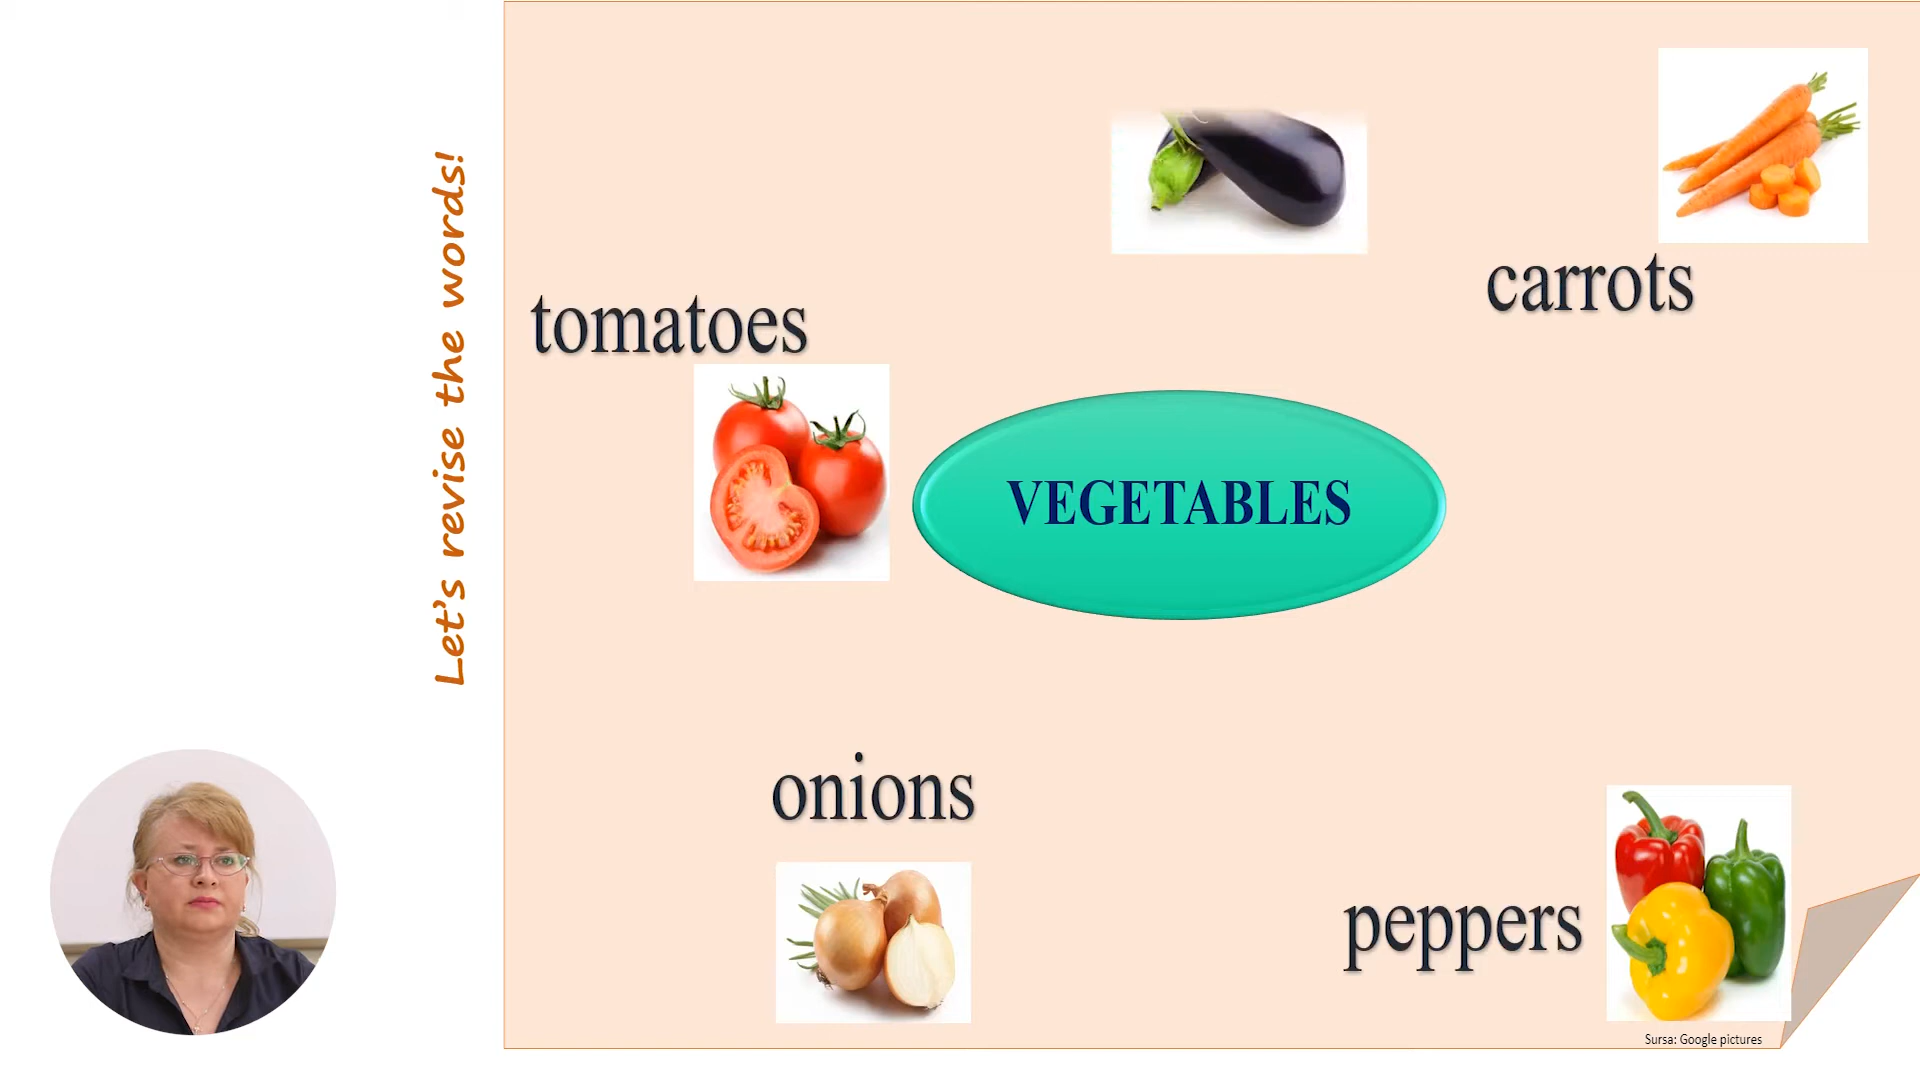 Let's revise the words!
carrots
tomatoes
VEGETABLES
onions
peppers
Sursa: Google pictures